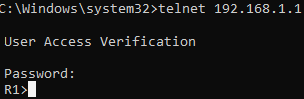 C:\Windows\system32>telnet 192.168.1.1
User Access Verification
Password:
R1>